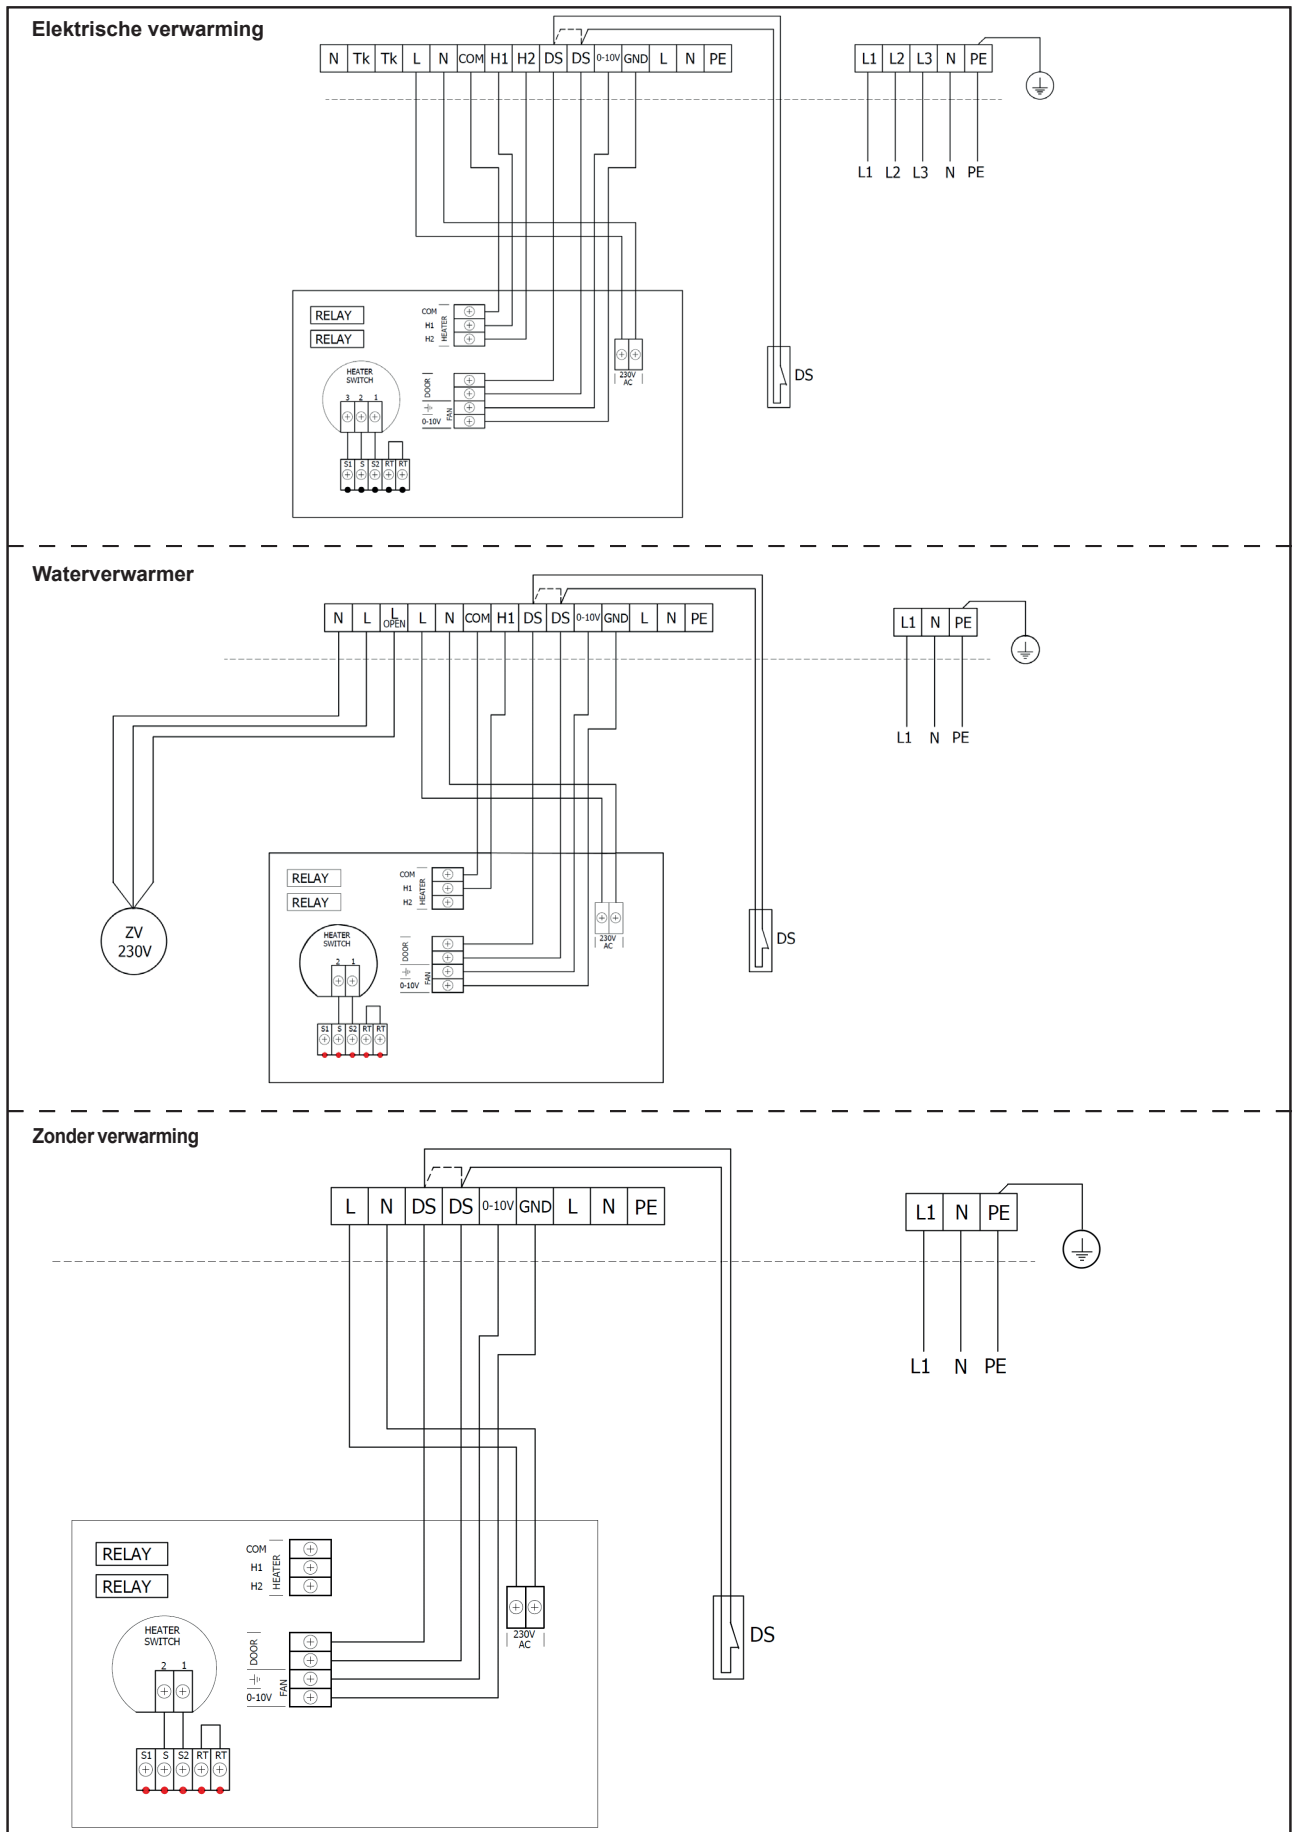 Elektrische verwarming
N Tk Tk L N COM H1 H2 DS DS 0-10V GND L N PE
L1 L2 L3 N PE
L1 L2 L3 N PE
RELAY
RELAY
COM
H1
H2
HEATER
HEATER
SWITCH
3 2 1
S1 S S2 RT RT
DOOR
FAN
0-10V
230V
AC
DS
Waterverwarmer
N L L OPEN L N COM H1 DS DS 0-10V GND L N PE
L1 N PE
L1 N PE
ZV
230V
RELAY
RELAY
COM
H1
H2
HEATER
HEATER
SWITCH
2 1
S1 S S2 RT RT
DOOR
FAN
0-10V
230V
AC
DS
Zonder verwarming
L N DS DS 0-10V GND L N PE
L1 N PE
L1 N PE
RELAY
RELAY
COM
H1
H2
HEATER
HEATER
SWITCH
2 1
S1 S S2 RT RT
DOOR
FAN
0-10V
230V
AC
DS